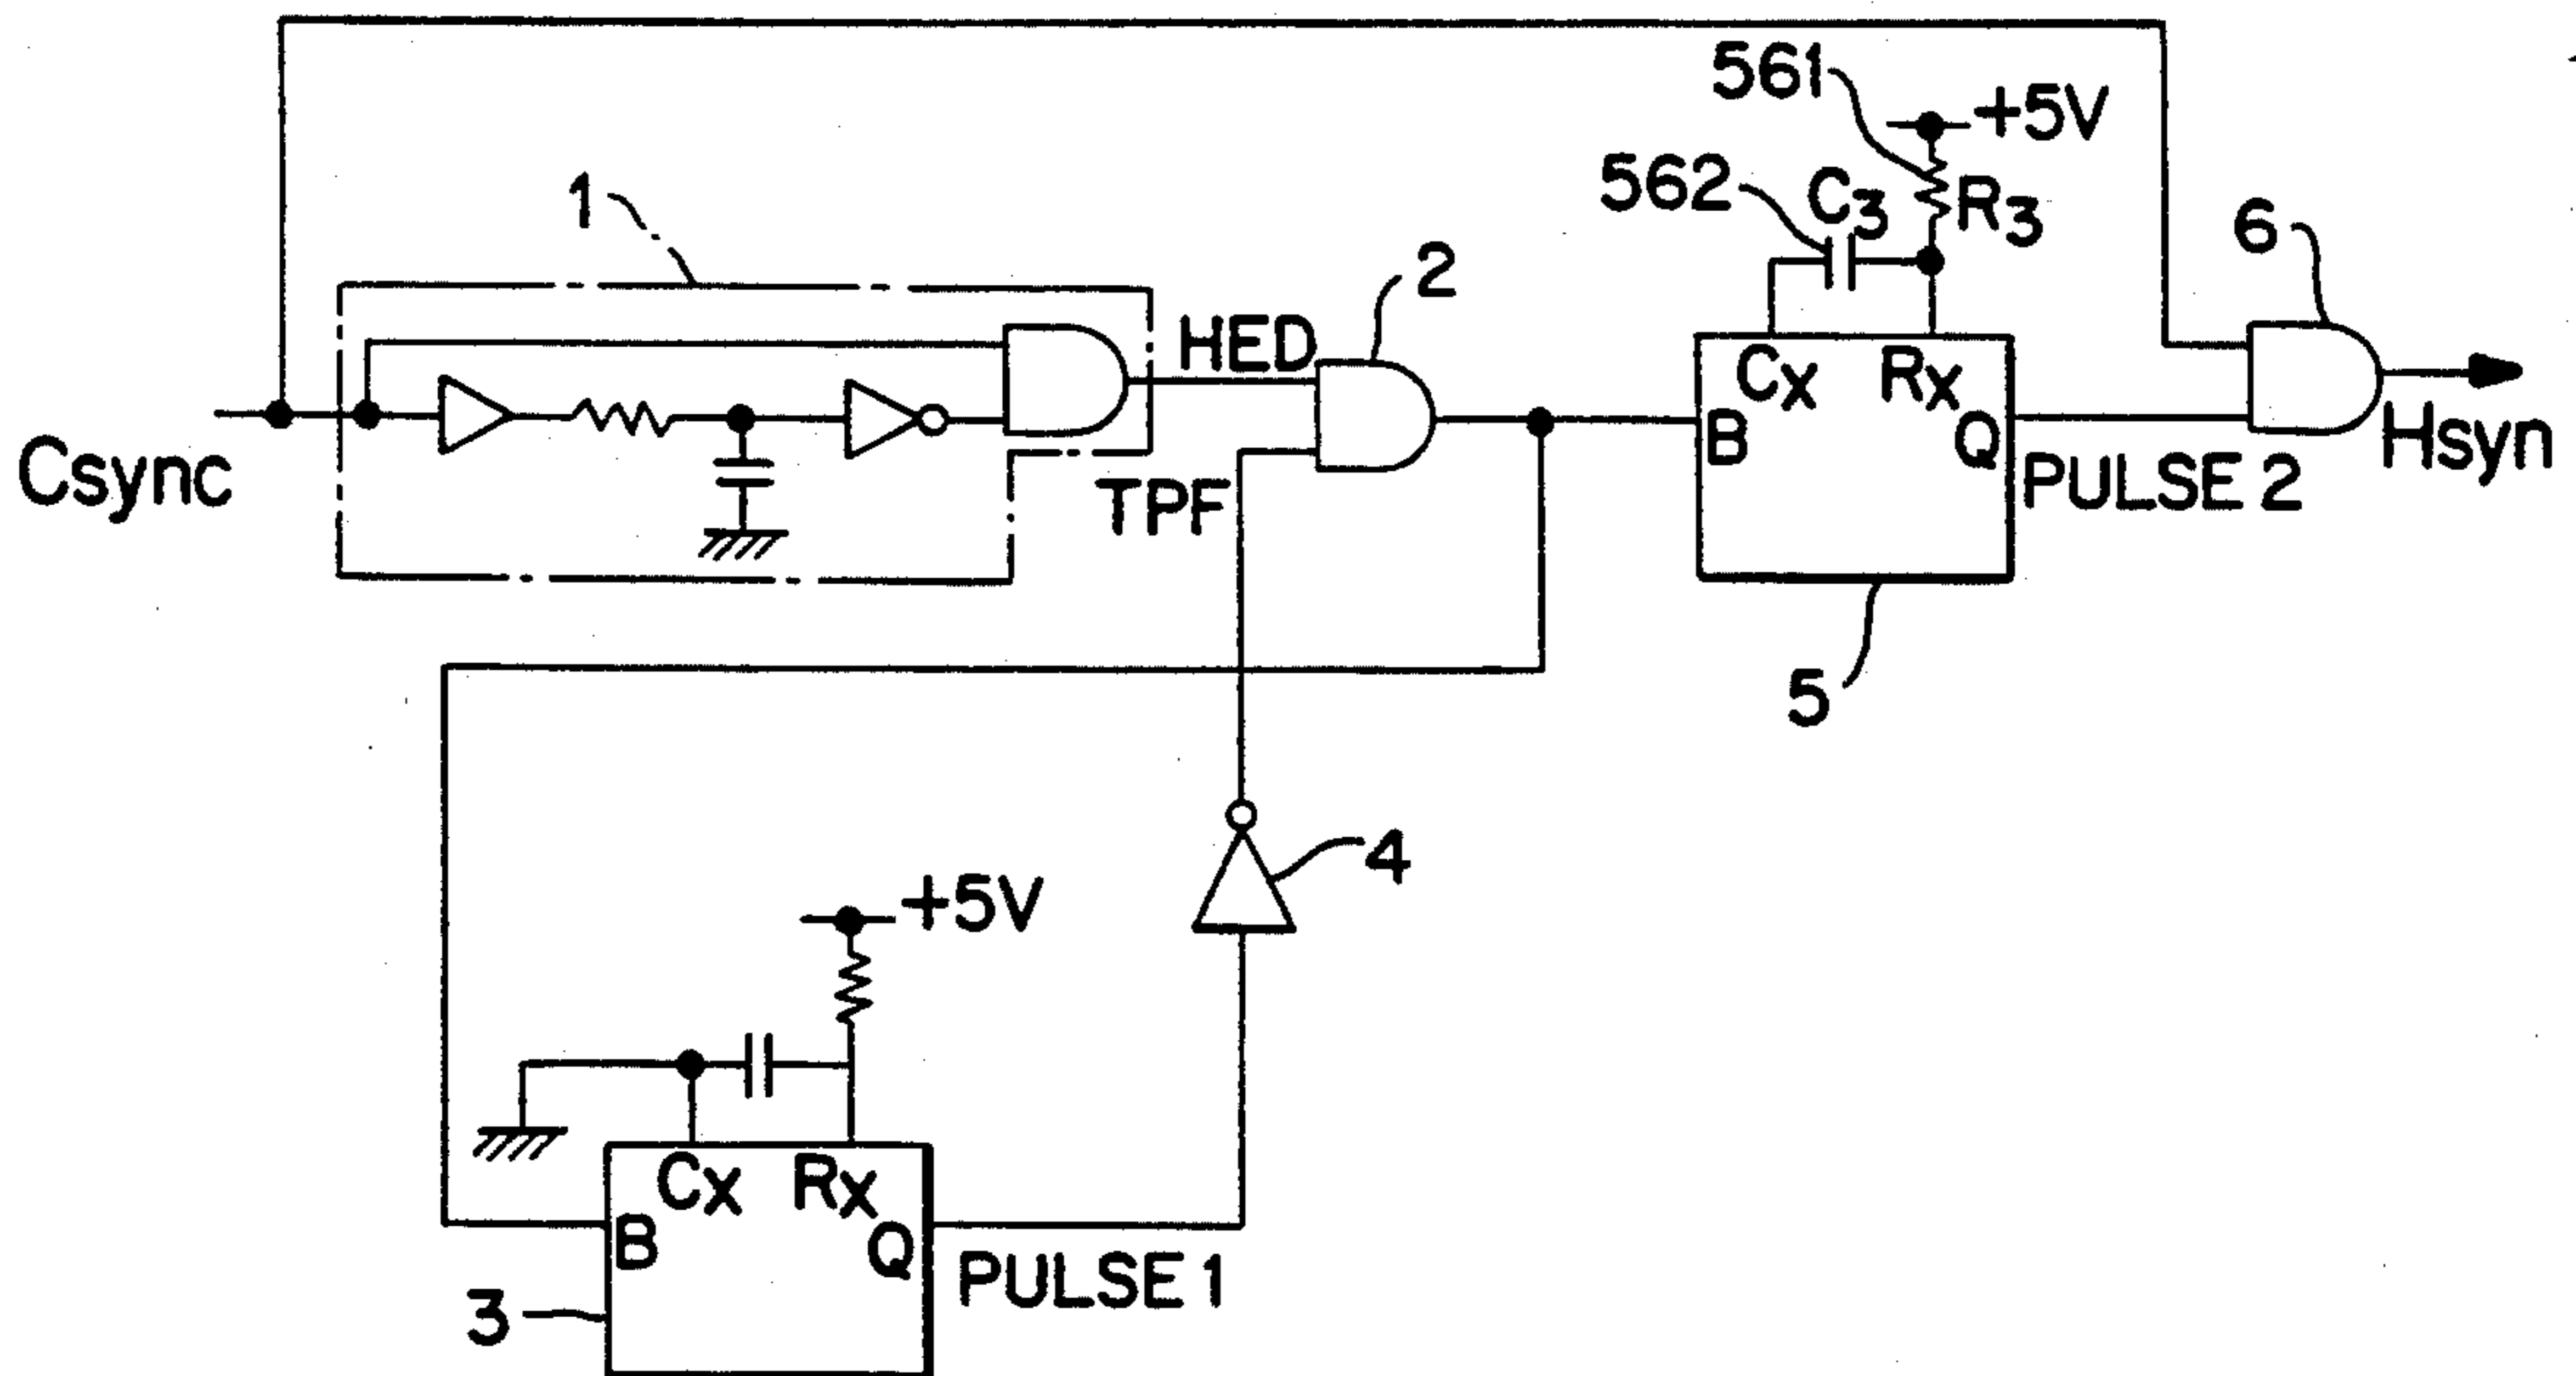 561
+5V
562
C3
R3
1
6
2
HED
Cx
Rx
Csync
B
Q
Hsyn
TPF
PULSE 2
5
4
+5V
Cx
Rx
B
Q
PULSE 1
3